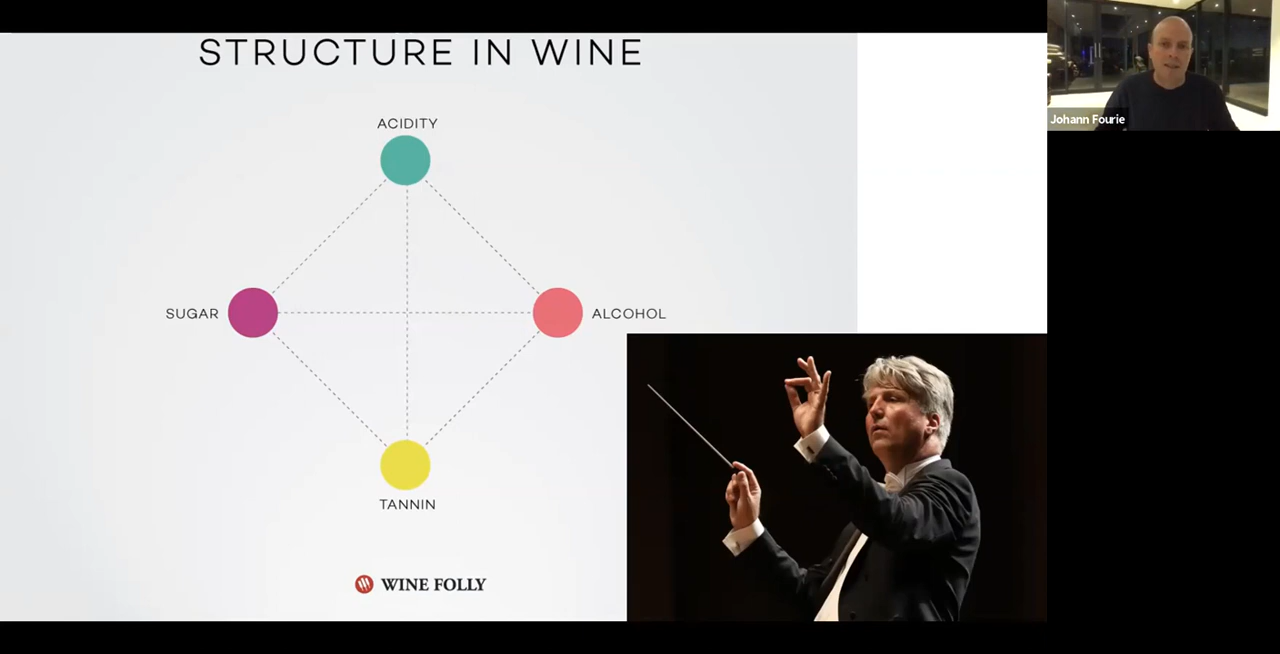 STRUCTURE IN WINE
Johann Fourie
ACIDITY
SUGAR
ALCOHOL
TANNIN
WINE FOLLY